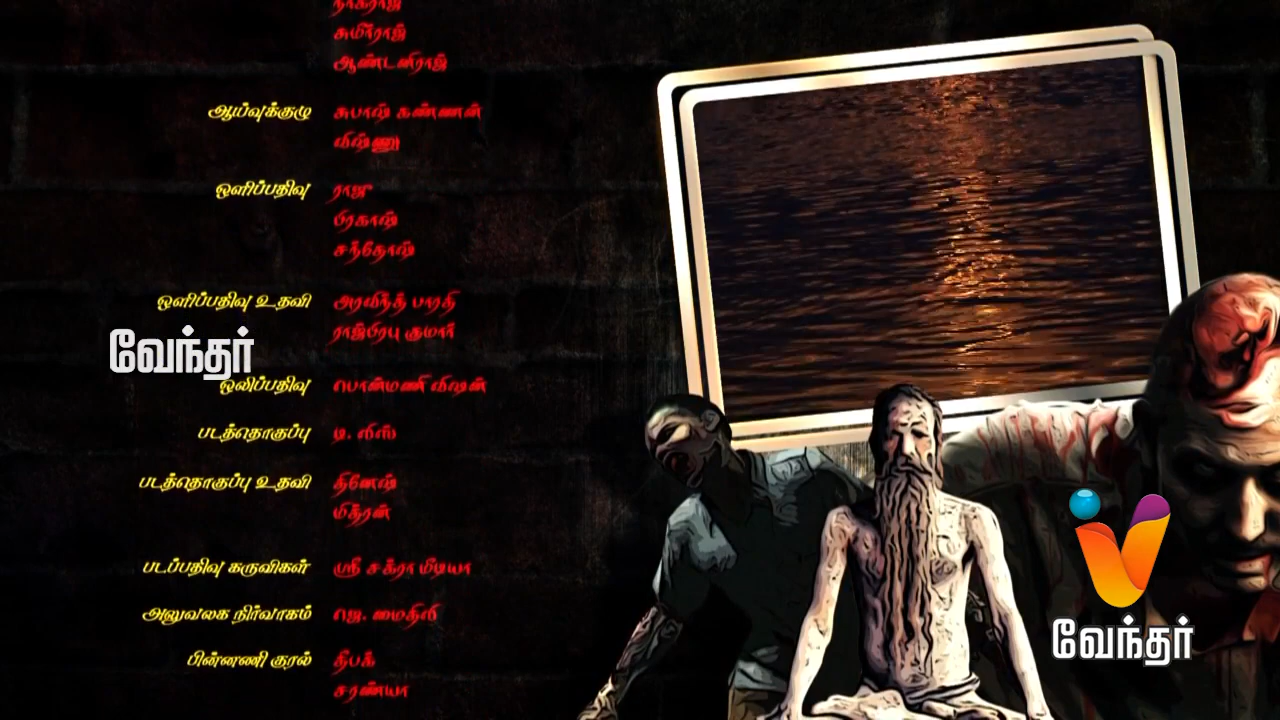 நாகராஜ்
சுமிர்ராஜ்
ஆண்டனிராஜ்
ஆய்வுக்குழு சுபாஷ் கண்ணன்
விஷ்ணு
ஒளிப்பதிவு ராஜு
பிரகாஷ்
சந்தோஷ்
ஒளிப்பதிவு உதவி அரவிந்த் பாரதி
ராஜ்பிரபு குமார்
வேந்தர்
ஒலிப்பதிவு பொன்மணி விஷன்
படத்தொகுப்பு டி.
படத்தொகுப்பு உதவி தினேஷ்
மித்ரன்
படப்பதிவு கருவிகள் ஸ்ரீ சக்ரா மீடியா
அலுவலக நிர்வாகம் ஜெ. மைதிலி
வேந்தர்
பின்னணி குரல் தீபக்
சரண்யா